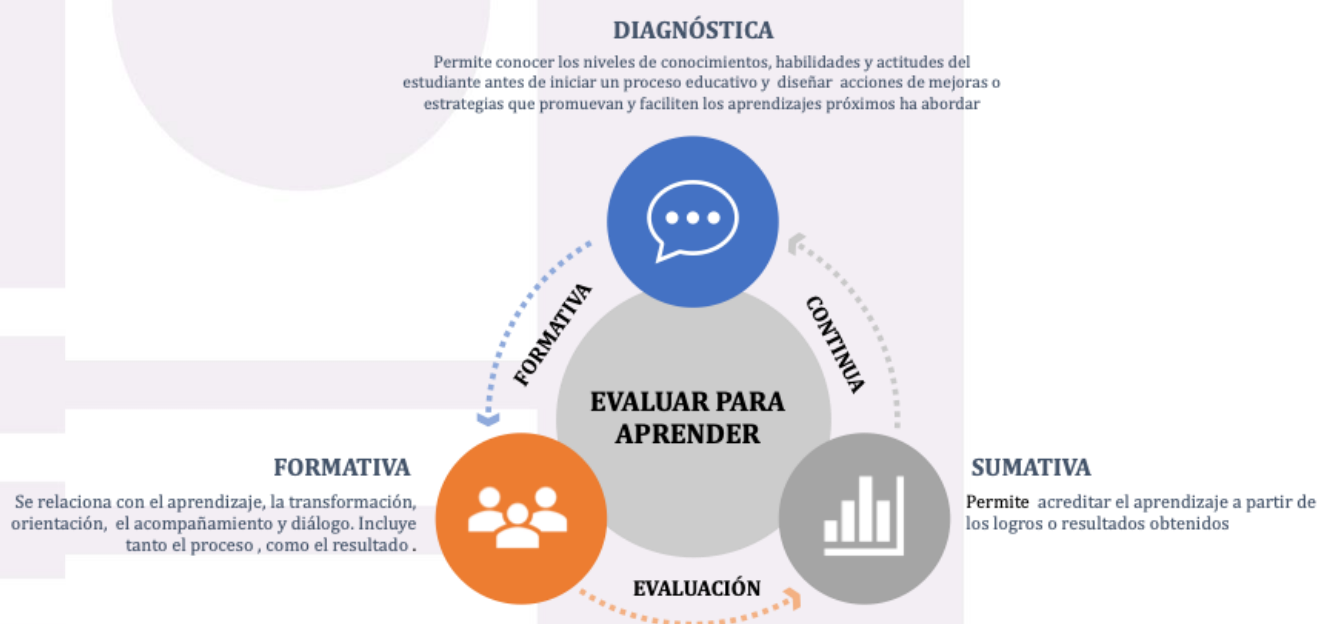 DIAGNÓSTICA
Permite conocer los niveles de conocimientos, habilidades y actitudes del
estudiante antes de iniciar un proceso educativo y diseñar acciones de mejoras o
estrategias que promuevan y faciliten los aprendizajes próximos ha abordar
FORMATIVA
CONTINUA
EVALUAR PARA
APRENDER
FORMATIVA
Se relaciona con el aprendizaje, la transformación,
orientación, el acompañamiento y diálogo. Incluye
tanto el proceso , como el resultado .
SUMATIVA
Permite acreditar el aprendizaje a partir de
los logros o resultados obtenidos
EVALUACIÓN